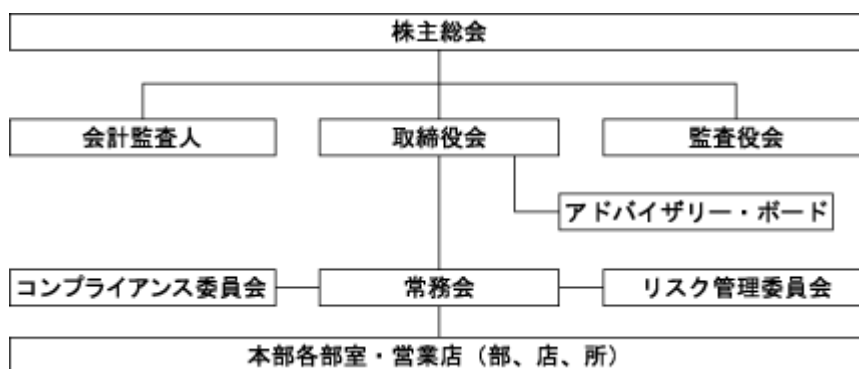 株主総会
会計監査人
取締役会
監査役会
アドバイザリー・ボード
コンプライアンス委員会
常務会
リスク管理委員会
本部各部室・営業店（部、店、所）